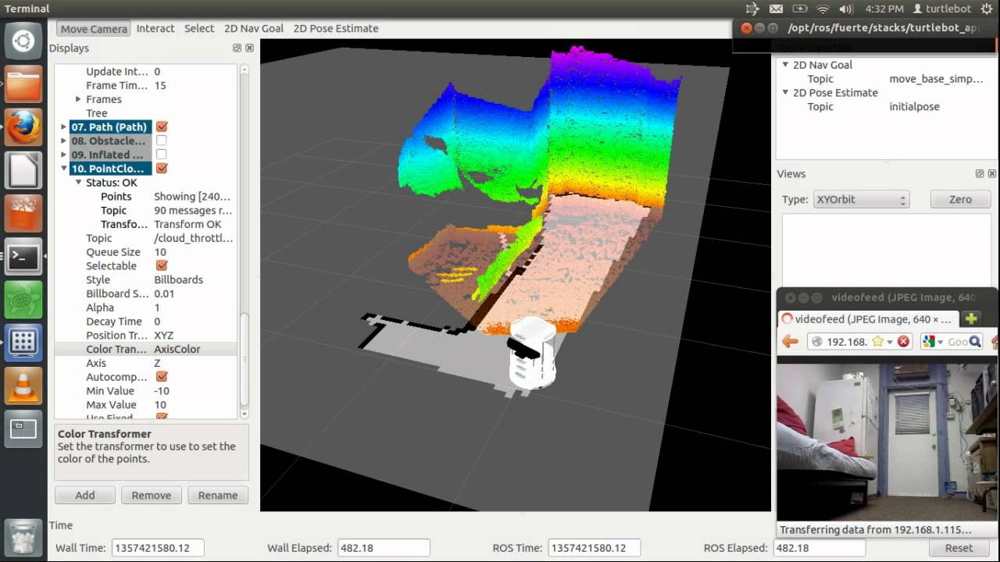 Terminal
4:32 PM turtlebot
Move Camera Interact Select 2D Nav Goal 2D Pose Estimate
/opt/ros/fuerte/stacks/turtlebot_ap
Displays
Update Int... 0
Frame Tim... 15
Frames
Tree
07. Path (Path)
08. Obstacle...
09. Inflated ...
10. PointClo...
Status: OK
Points Showing [240...
Topic 90 messages r...
Transfo... Transform OK
Topic /cloud_throttl...
Queue Size 10
Selectable
Style Billboards
Billboard S... 0.01
Alpha 1
Decay Time 0
Position Tr... XYZ
Color Tran... AxisColor
Axis Z
Autocomp...
Min Value -10
Max Value 10
Use Fixed
Color Transformer
Set the transformer to use to set the
color of the points.
Add Remove Rename
2D Nav Goal
Topic move_base_simp...
2D Pose Estimate
Topic initialpose
Views
Type: XYOrbit Zero
videofeed (JPEG Image, 640
videofeed (JPEG Image, 640 × ...
192.168. Goo
Transferring data from 192.168.1.115...
Time
Wall Time: 1357421580.12 Wall Elapsed: 482.18 ROS Time: 1357421580.12 ROS Elapsed: 482.18 Reset